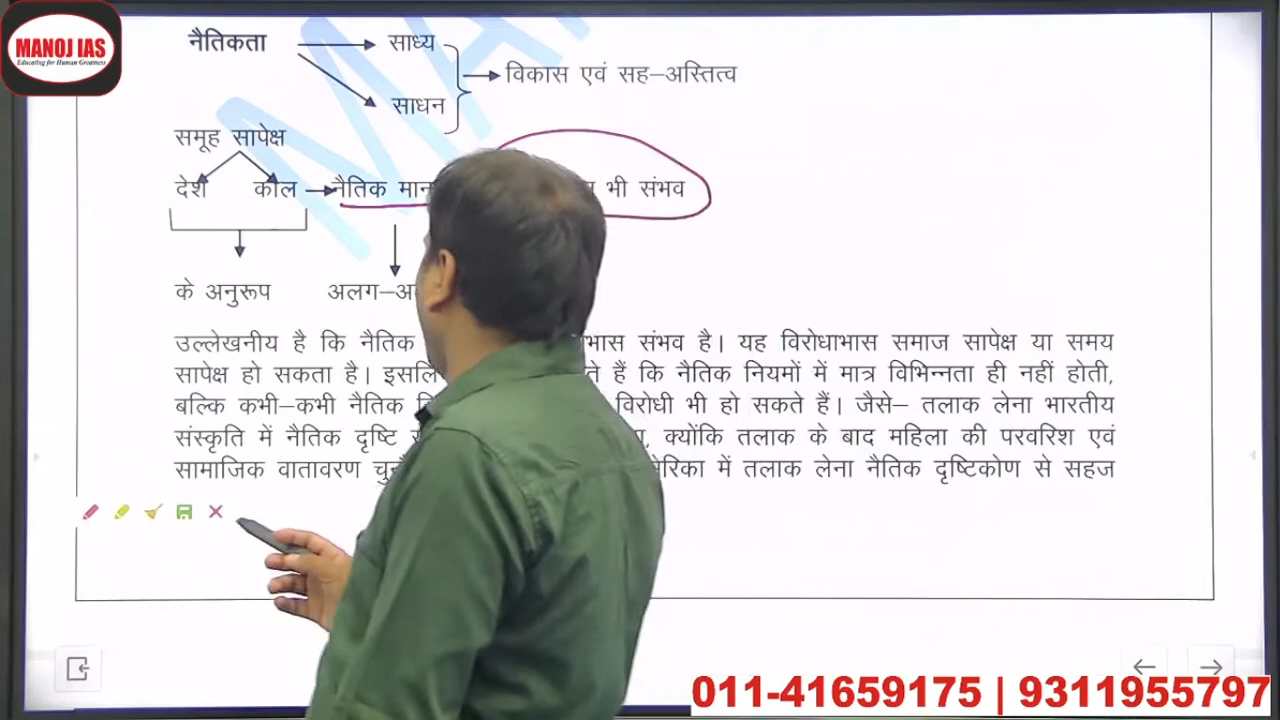 MANOJ IAS
Educating for Human Greatness
नैतिकता साध्य
विकास एवं सह–अस्तित्व
साधन
समूह सापेक्ष
देश काल नैतिक भी संभव
के अनुरूप
उल्लेखनीय है कि नैतिक संभव है। यह विरोधाभास समाज सापेक्ष या समय
सापेक्ष हो सकता है। हैं कि नैतिक नियमों में मात्र विभिन्नता ही नहीं होती,
बल्कि कभी–कभी नैतिक विरोधी भी हो सकते हैं। जैसे– तलाक लेना भारतीय
संस्कृति में नैतिक दृष्टि क्योंकि तलाक के बाद महिला की परवरिश एवं
सामाजिक वातावरण में तलाक लेना नैतिक दृष्टिकोण से सहज
011-41659175 | 9311955797